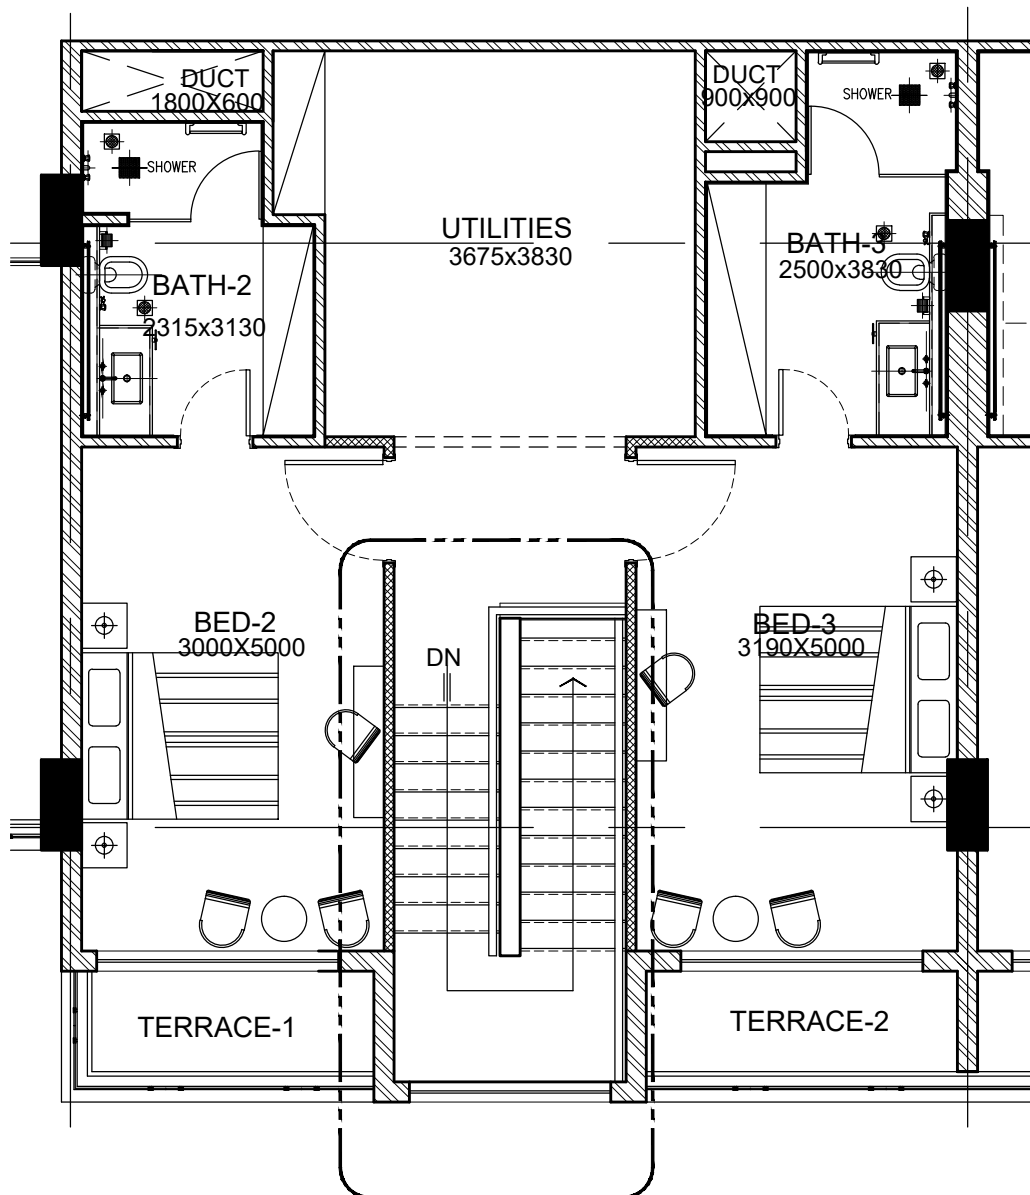 DUCT
1800X600
DUCT
900x900
SHOWER
SHOWER
UTILITIES
3675x3830
BATH-3
2500x3830
BATH-2
2315x3130
BED-2
3000X5000
BED-3
3190X5000
DN
TERRACE-1
TERRACE-2